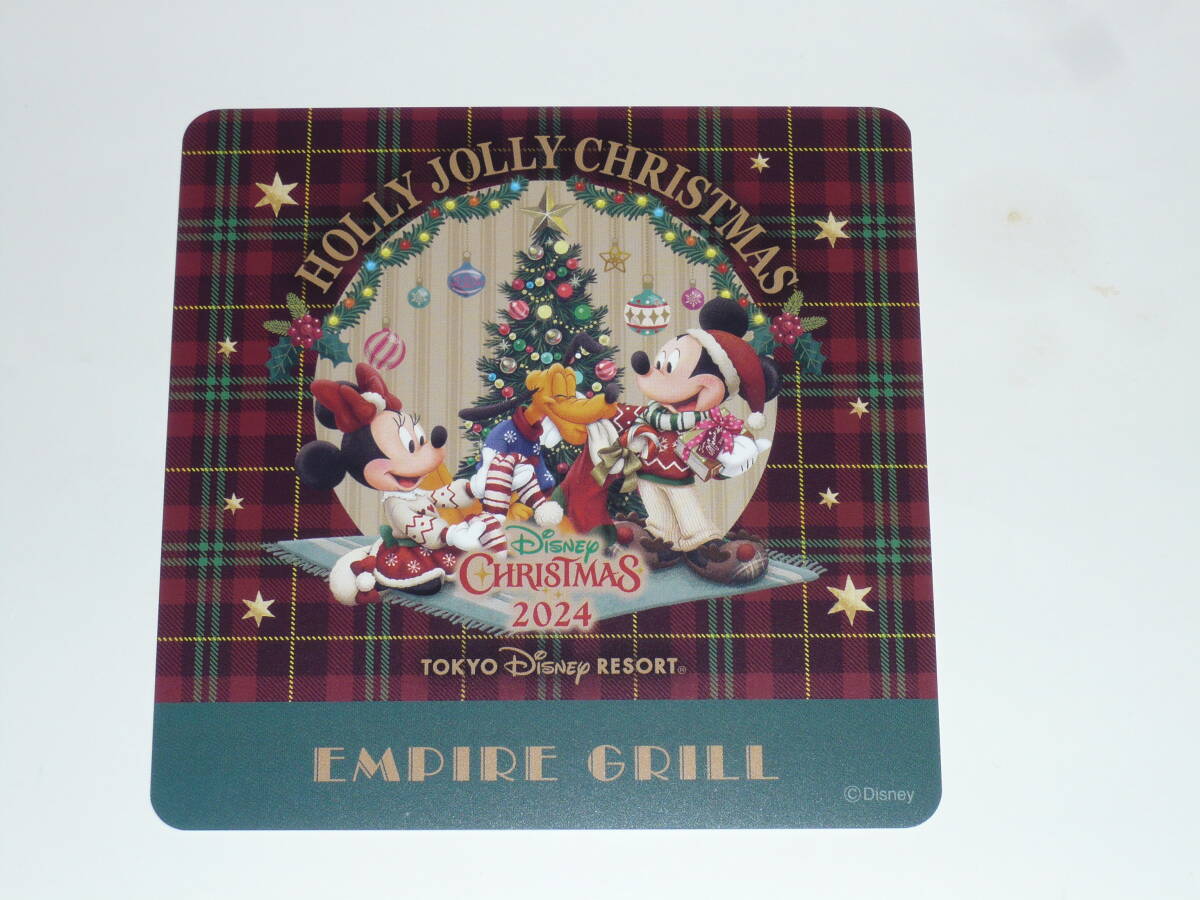 HOLLY JOLLY CHRISTMAS
Disney
CHRISTMAS
2024
TOKYO Disney RESORT®
EMPIRE GRILL
©Disney